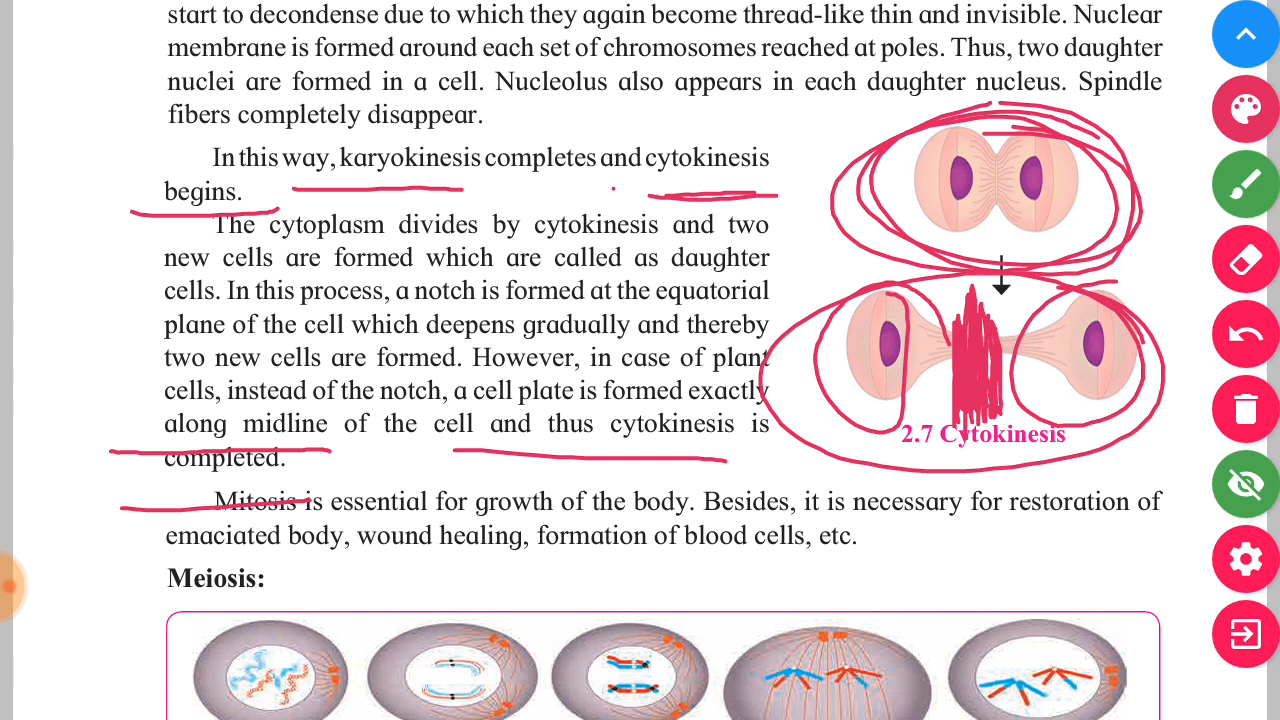 start to decondense due to which they again become thread-like thin and invisible. Nuclear
membrane is formed around each set of chromosomes reached at poles. Thus, two daughter
nuclei are formed in a cell. Nucleolus also appears in each daughter nucleus. Spindle
fibers completely disappear.
In this way, karyokinesis completes and cytokinesis
begins.
The cytoplasm divides by cytokinesis and two
new cells are formed which are called as daughter
cells. In this process, a notch is formed at the equatorial
plane of the cell which deepens gradually and thereby
two new cells are formed. However, in case of plant
cells, instead of the notch, a cell plate is formed exactly
along midline of the cell and thus cytokinesis is
completed.
2.7 Cytokinesis
Mitosis is essential for growth of the body. Besides, it is necessary for restoration of
emaciated body, wound healing, formation of blood cells, etc.
Meiosis: